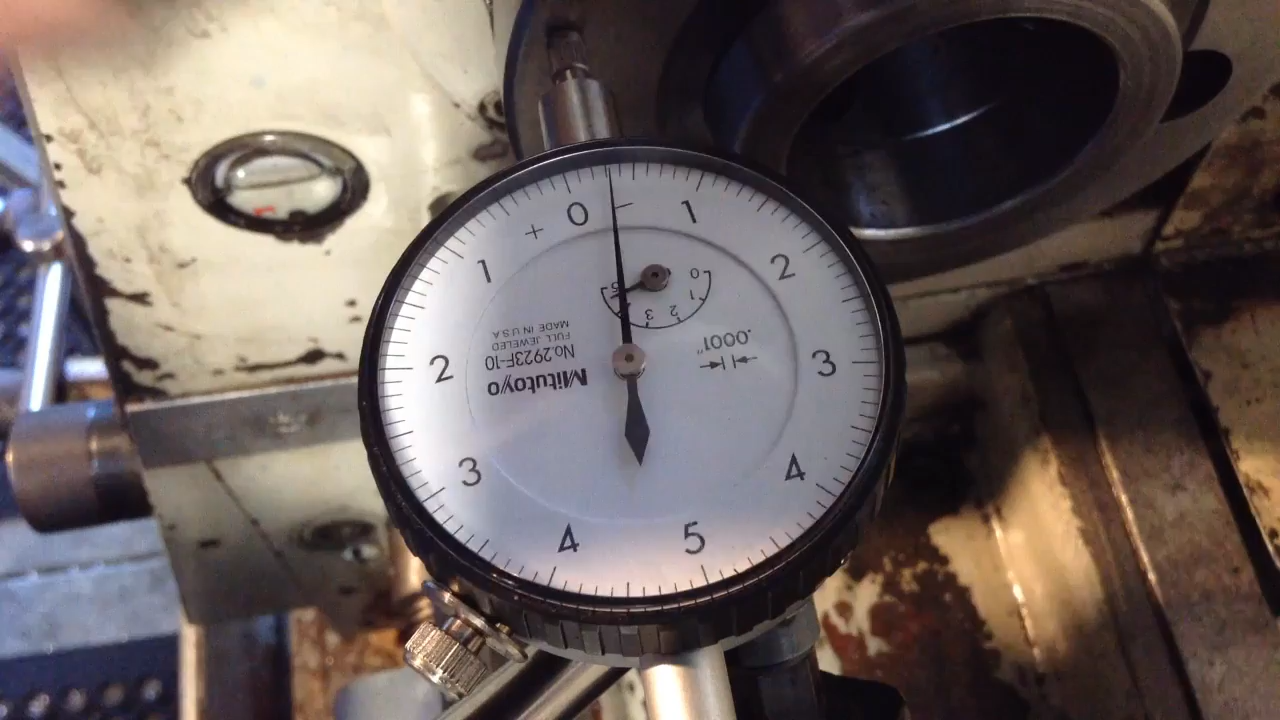 + 0 - 1 2 3 4 5 4 3 2 1
0 1 2 3 5
.0001"
Mitutoyo
No.2923F-10
FULL JEWELED
MADE IN U.S.A